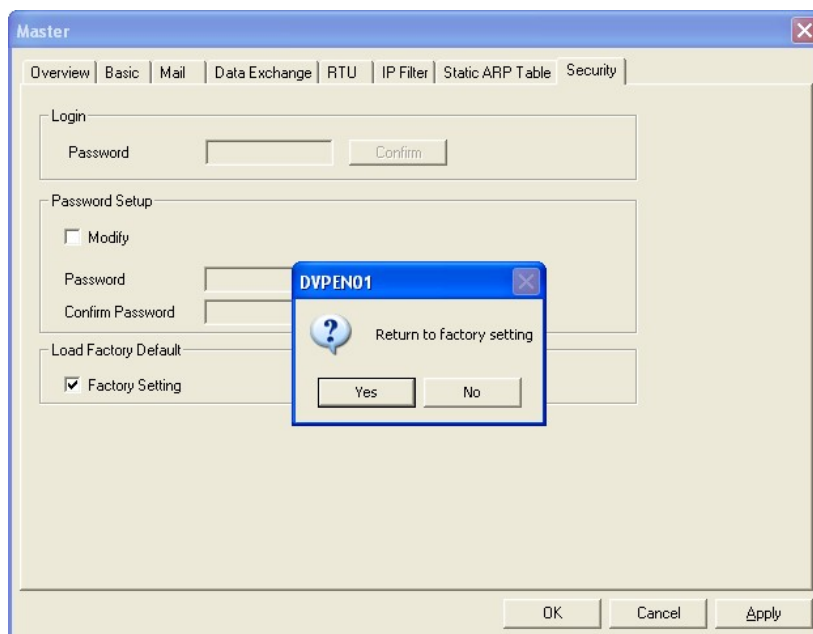 Master
Overview Basic Mail Data Exchange RTU IP Filter Static ARP Table Security
Login
Password Confirm
Password Setup
Modify
Password
Confirm Password
Load Factory Default
Factory Setting
DVPEN01
Return to factory setting
Yes No
OK Cancel Apply